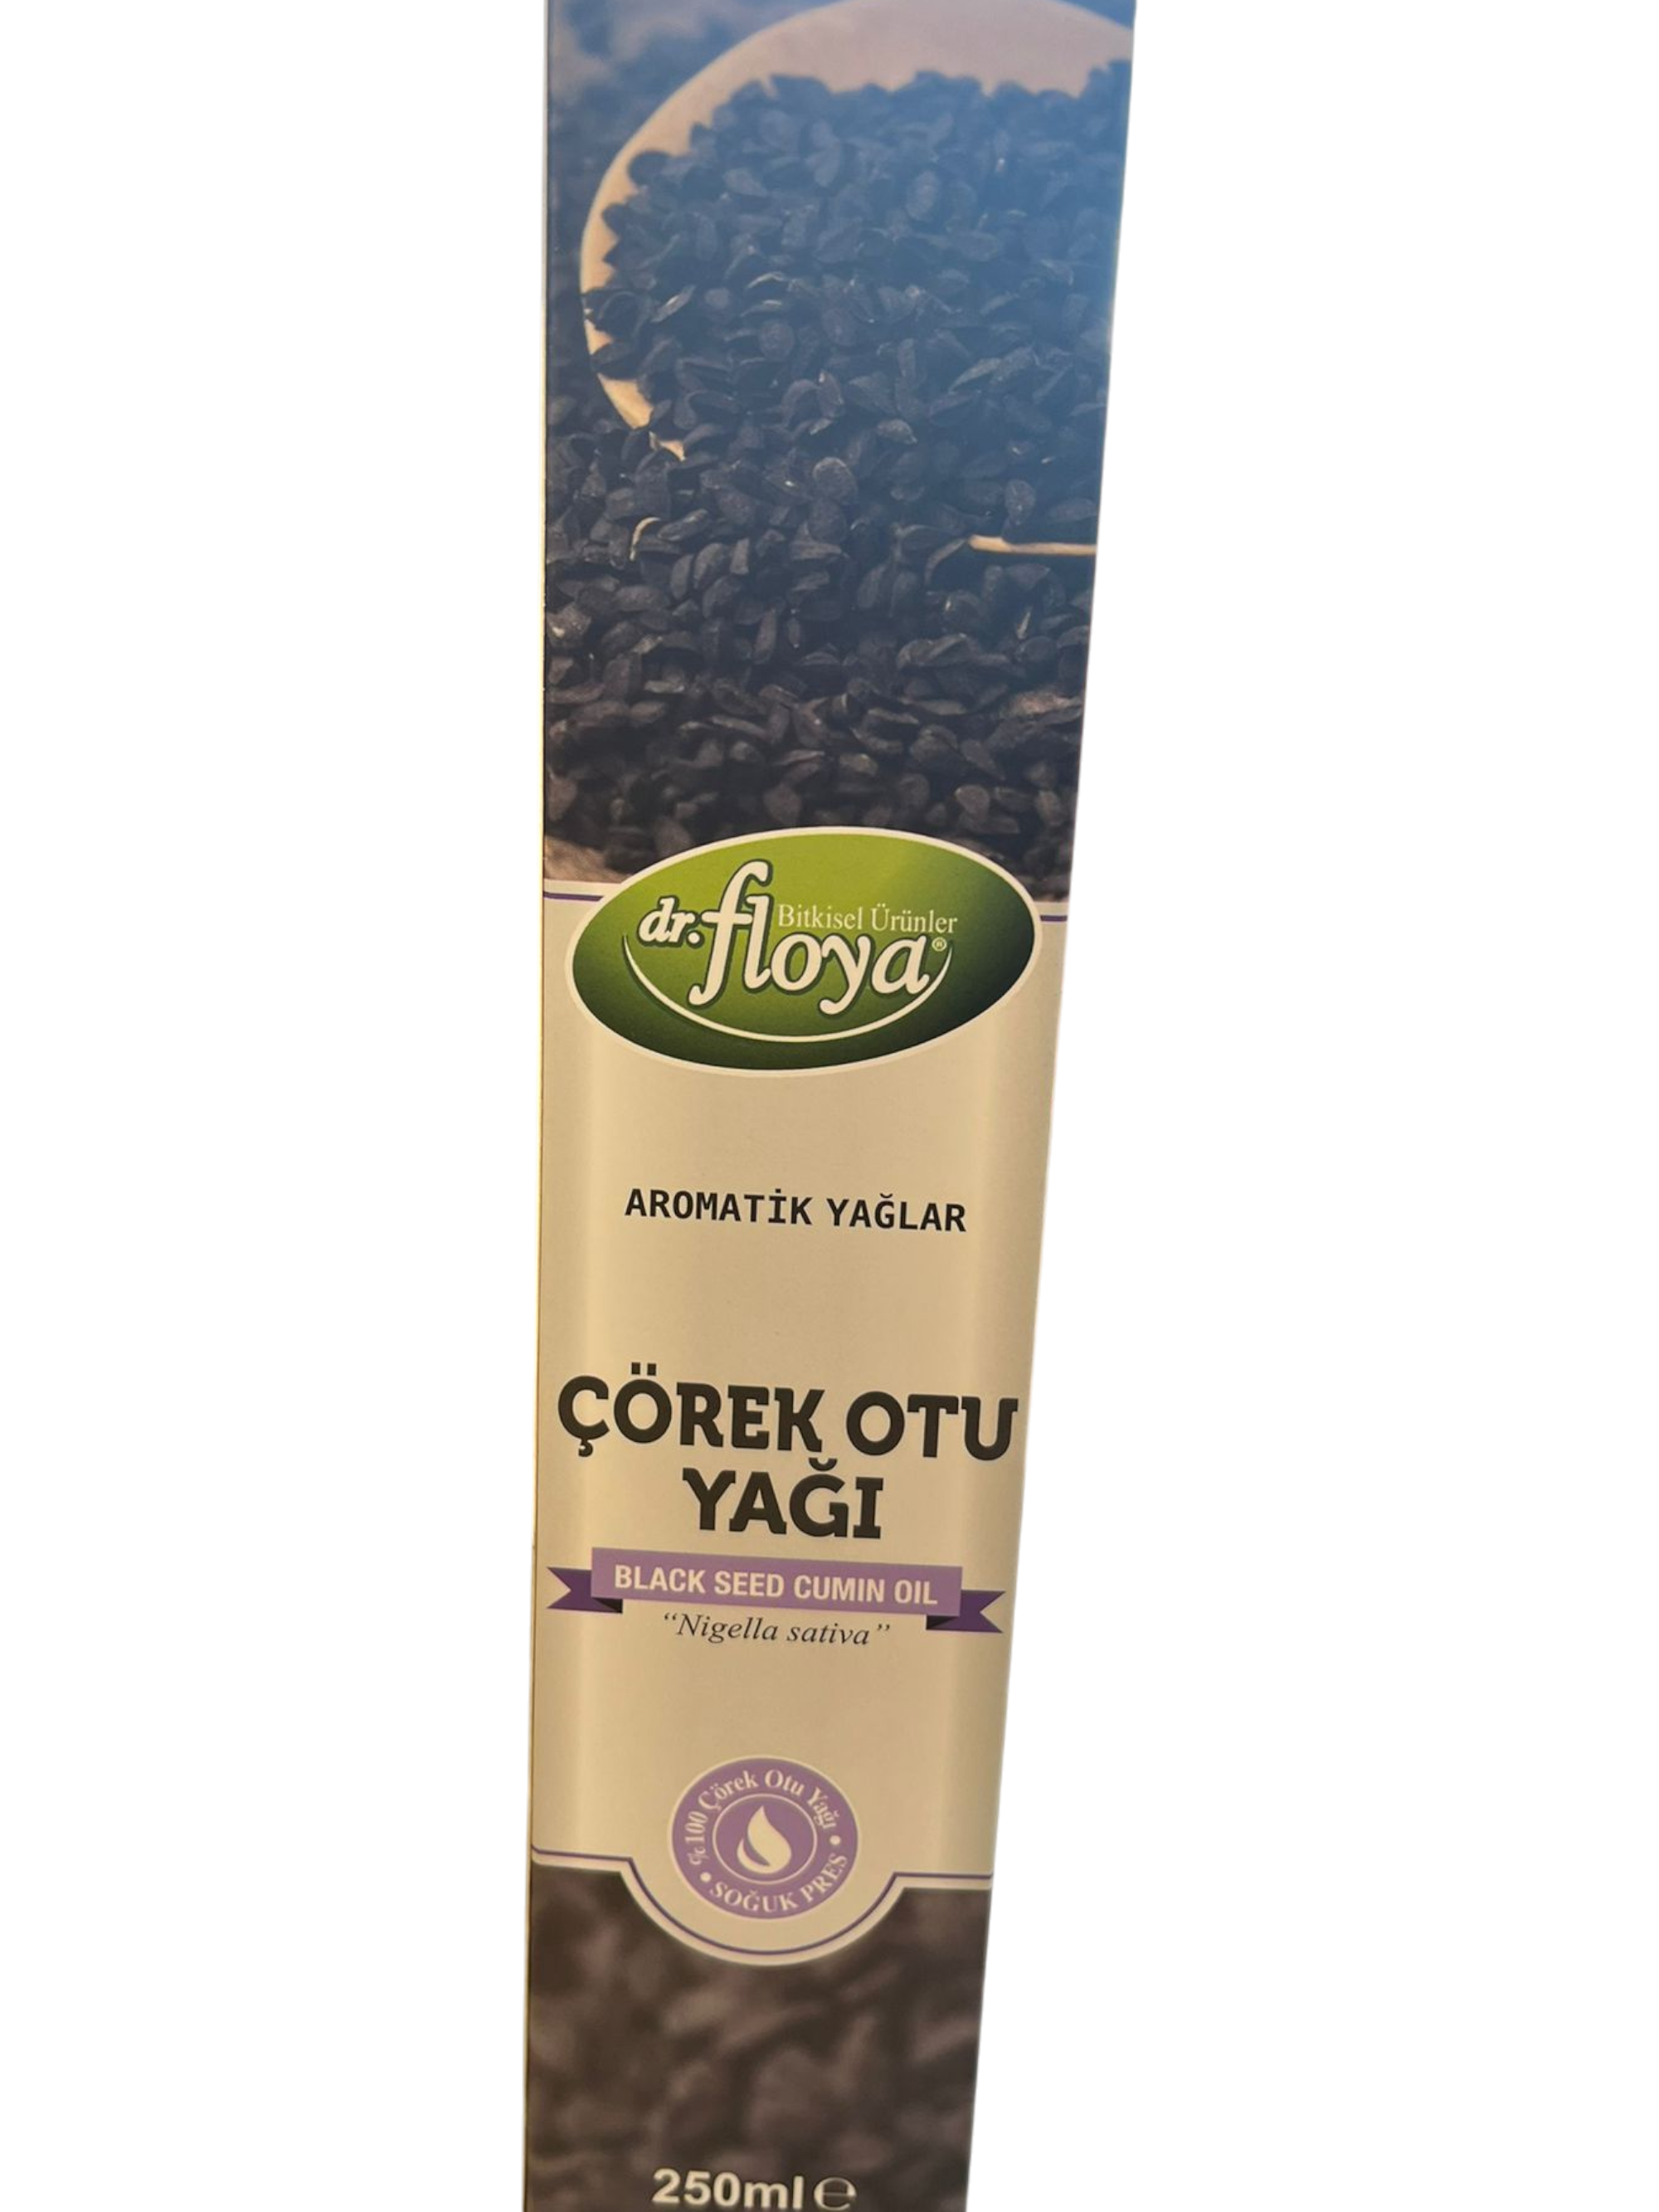 dr. floya®
Bitkisel Ürünler
AROMATİK YAĞLAR
ÇÖREK OTU
YAĞI
BLACK SEED CUMIN OIL
“Nigella sativa”
%100 Çörek Otu Yağı
• SOĞUK PRES •
250ml ℮